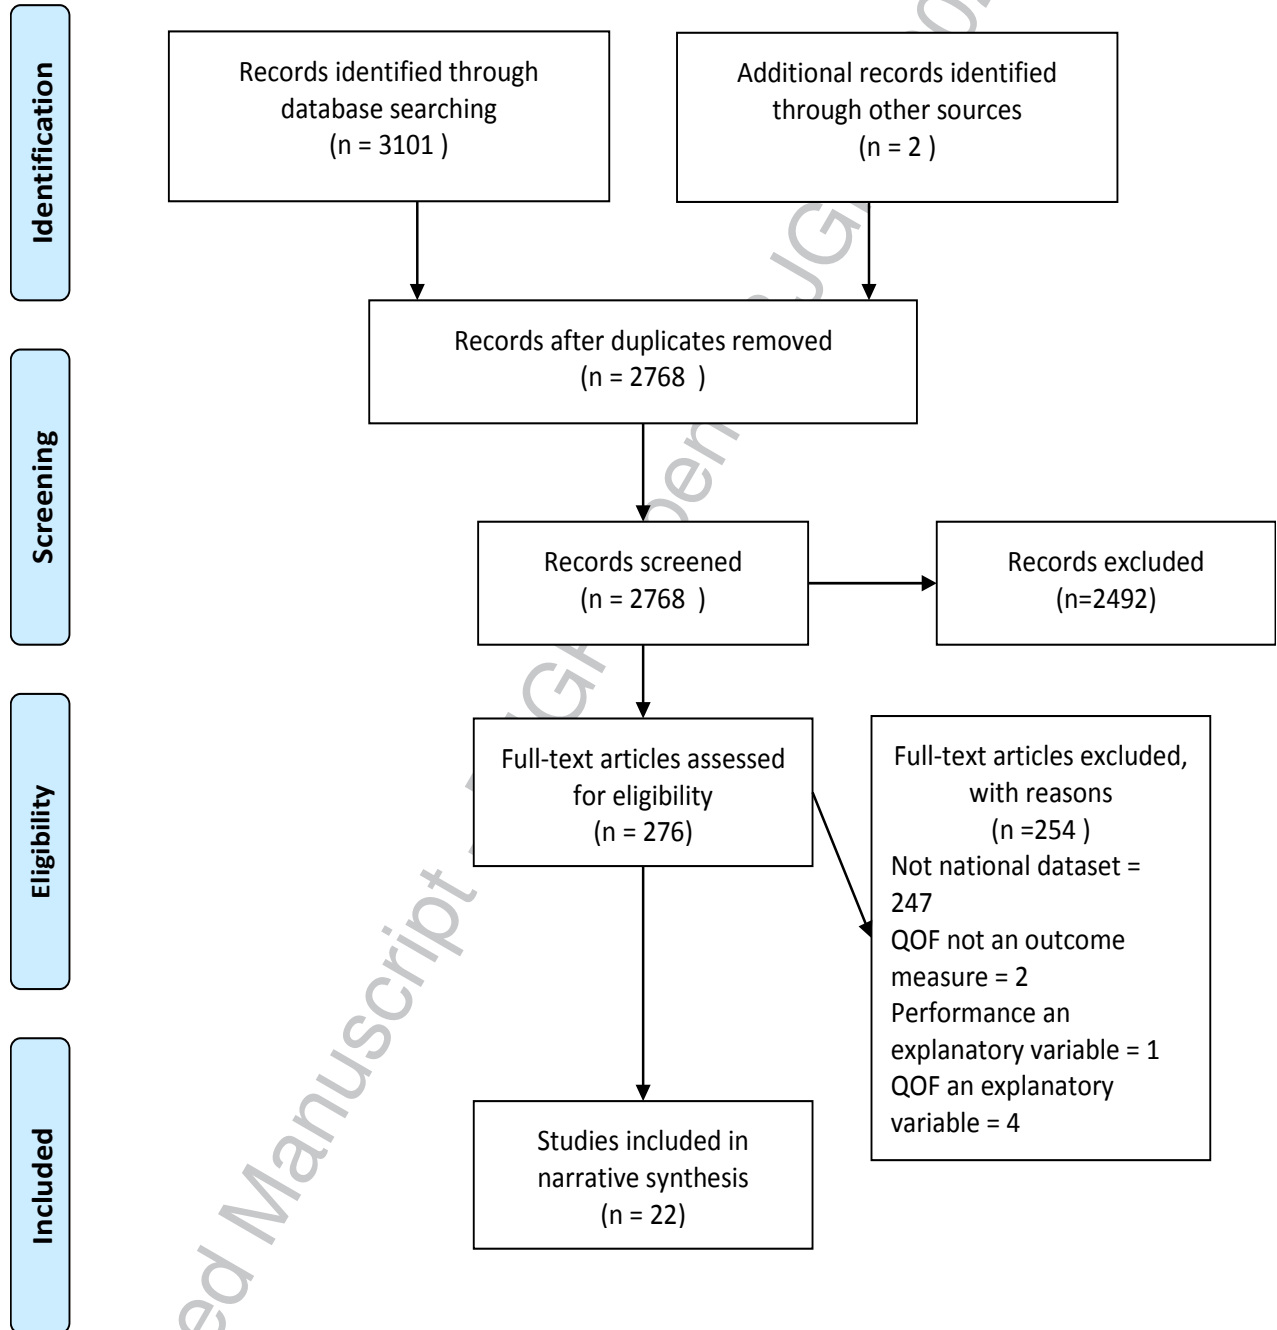 Identification
Records identified through
database searching
(n = 3101 )
Additional records identified
through other sources
(n = 2 )
Records after duplicates removed
(n = 2768 )
Screening
Records screened
(n = 2768 )
Records excluded
(n=2492)
Eligibility
Full-text articles assessed
for eligibility
(n = 276)
Full-text articles excluded,
with reasons
(n =254 )
Not national dataset =
247
QOF not an outcome
measure = 2
Performance an
explanatory variable = 1
QOF an explanatory
variable = 4
Included
Studies included in
narrative synthesis
(n = 22)
Manuscript